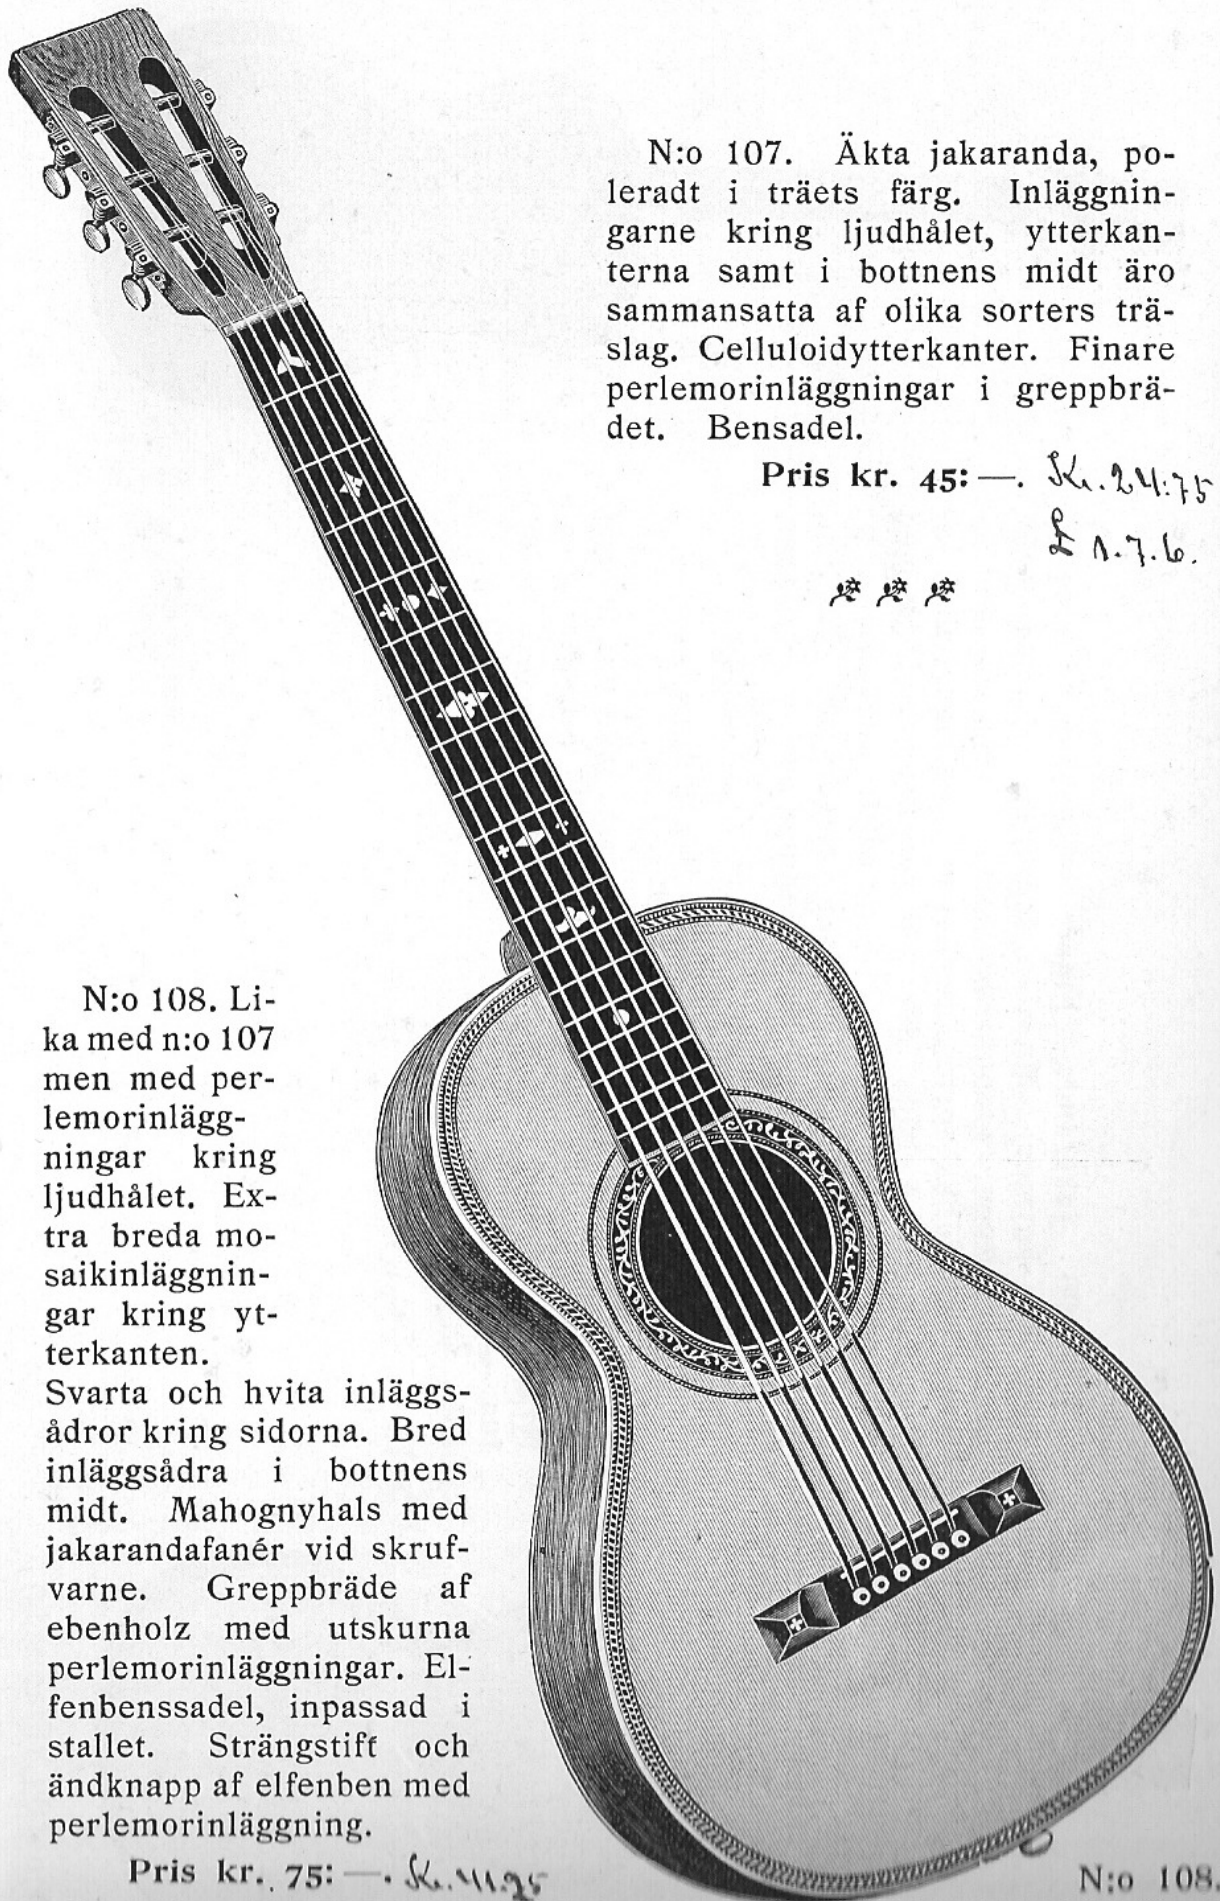 N:o 107. Äkta jakaranda, po-
leradt i träets färg. Inläggnin-
garne kring ljudhålet, ytterkan-
terna samt i bottnens midt äro
sammansatta af olika sorters trä-
slag. Celluloidytterkanter. Finare
perlemorinläggningar i greppbrä-
det. Bensadel.
Pris kr. 45: —. Kr. 24:75
£ 1.7.6.
N:o 108. Li-
ka med n:o 107
men med per-
lemorinlägg-
ningar kring
ljudhålet. Ex-
tra breda mo-
saikinläggnin-
gar kring yt-
terkanten.
Svarta och hvita inläggs-
ådror kring sidorna. Bred
inläggsådra i bottnens
midt. Mahognyhals med
jakarandafanér vid skruf-
varne. Greppbräde af
ebenholz med utskurna
perlemorinläggningar. El-
fenbenssadel, inpassad i
stallet. Strängstift och
ändknapp af elfenben med
perlemorinläggning.
Pris kr. 75: —. Kr.
N:o 108.